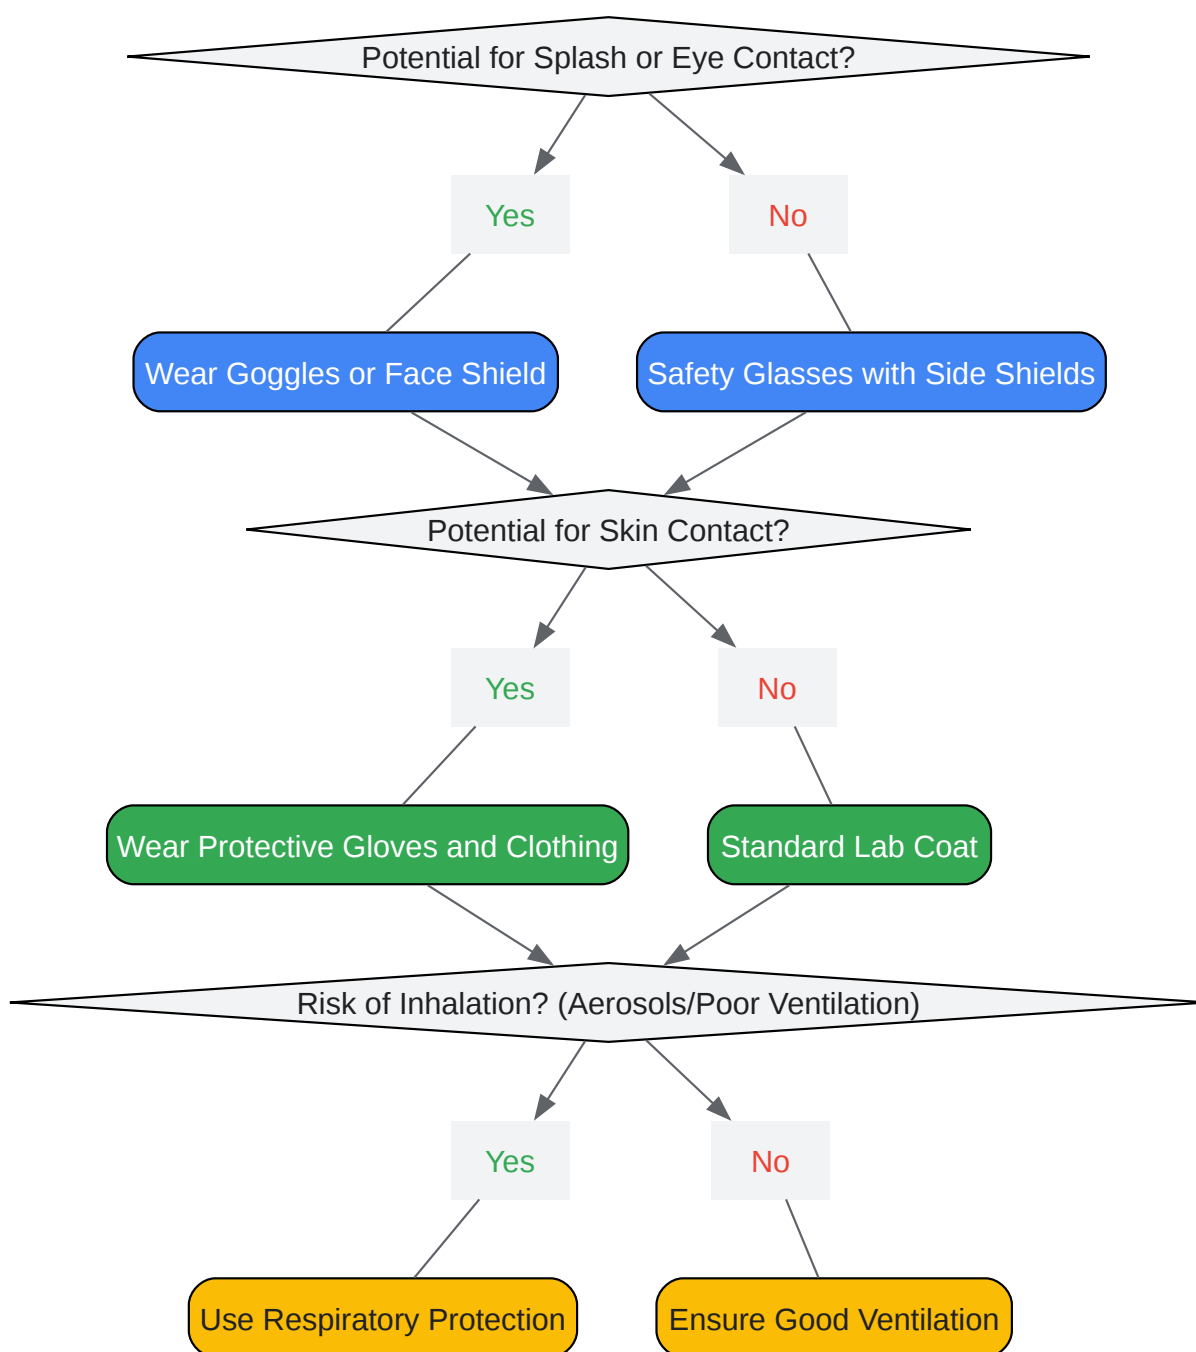 Potential for Splash or Eye Contact?
Yes
No
Wear Goggles or Face Shield
Safety Glasses with Side Shields
Potential for Skin Contact?
Yes
No
Wear Protective Gloves and Clothing
Standard Lab Coat
Risk of Inhalation? (Aerosols/Poor Ventilation)
Yes
No
Use Respiratory Protection
Ensure Good Ventilation